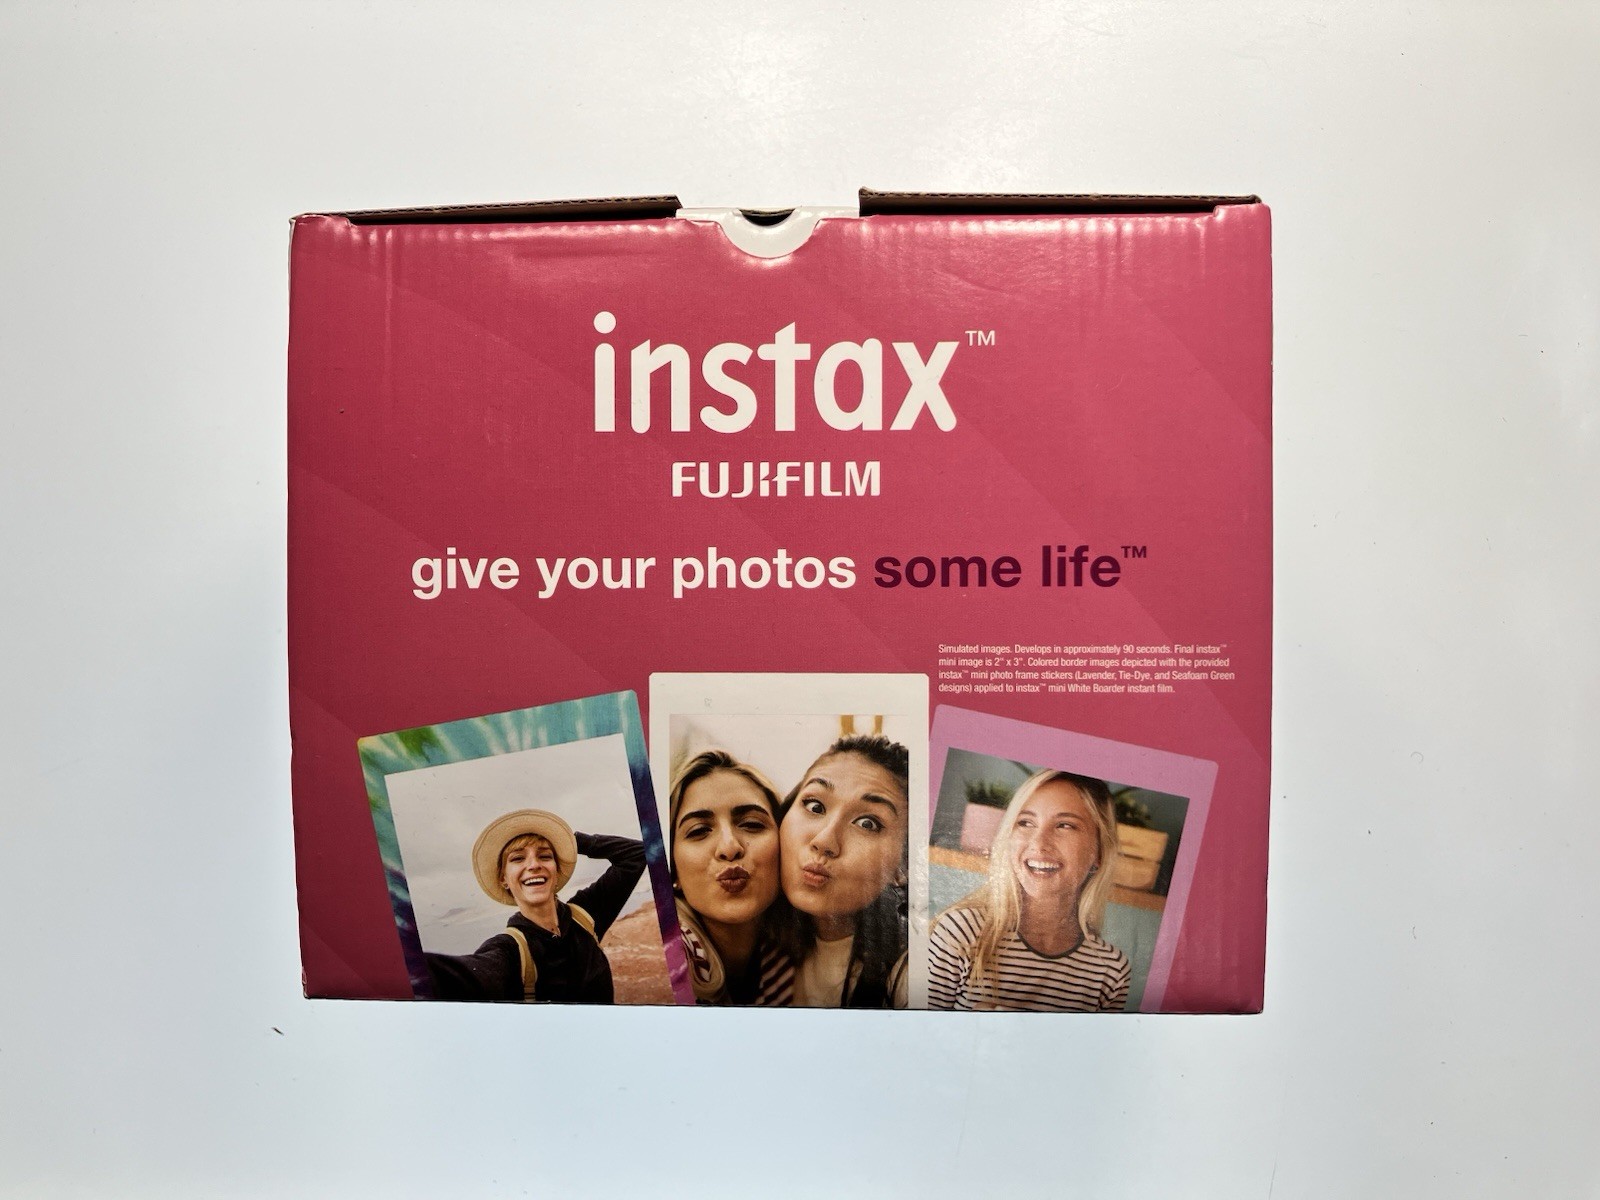 instax™
FUJIFILM
give your photos some life™
Simulated images. Develops in approximately 90 seconds. Final instax™
mini image is 2" x 3". Colored border images depicted with the provided
instax™ mini photo frame stickers (Lavender, Tie-Dye, and Seafoam Green
designs) applied to instax™ mini White Boarder instant film.